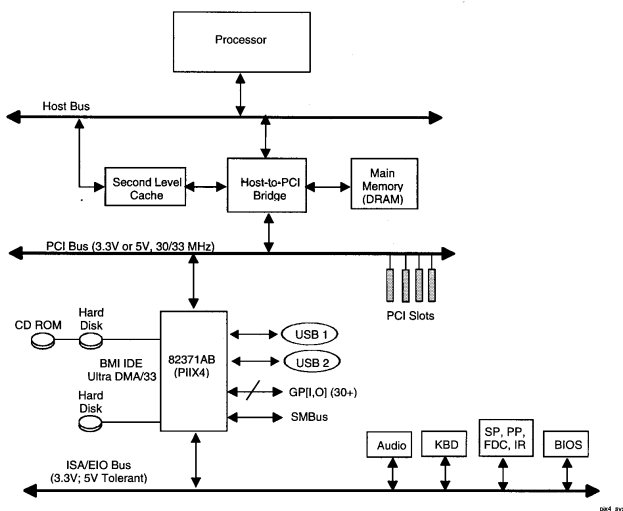 Processor
Host Bus
Second Level
Cache
Host-to-PCI
Bridge
Main
Memory
(DRAM)
PCI Bus (3.3V or 5V, 30/33 MHz)
PCI Slots
Hard
Disk
CD ROM
BMI IDE
Ultra DMA/33
Hard
Disk
82371AB
(PIIX4)
USB 1
USB 2
GP[I,O] (30+)
SMBus
ISA/EIO Bus
(3.3V; 5V Tolerant)
Audio
KBD
SP, PP,
FDC, IR
BIOS